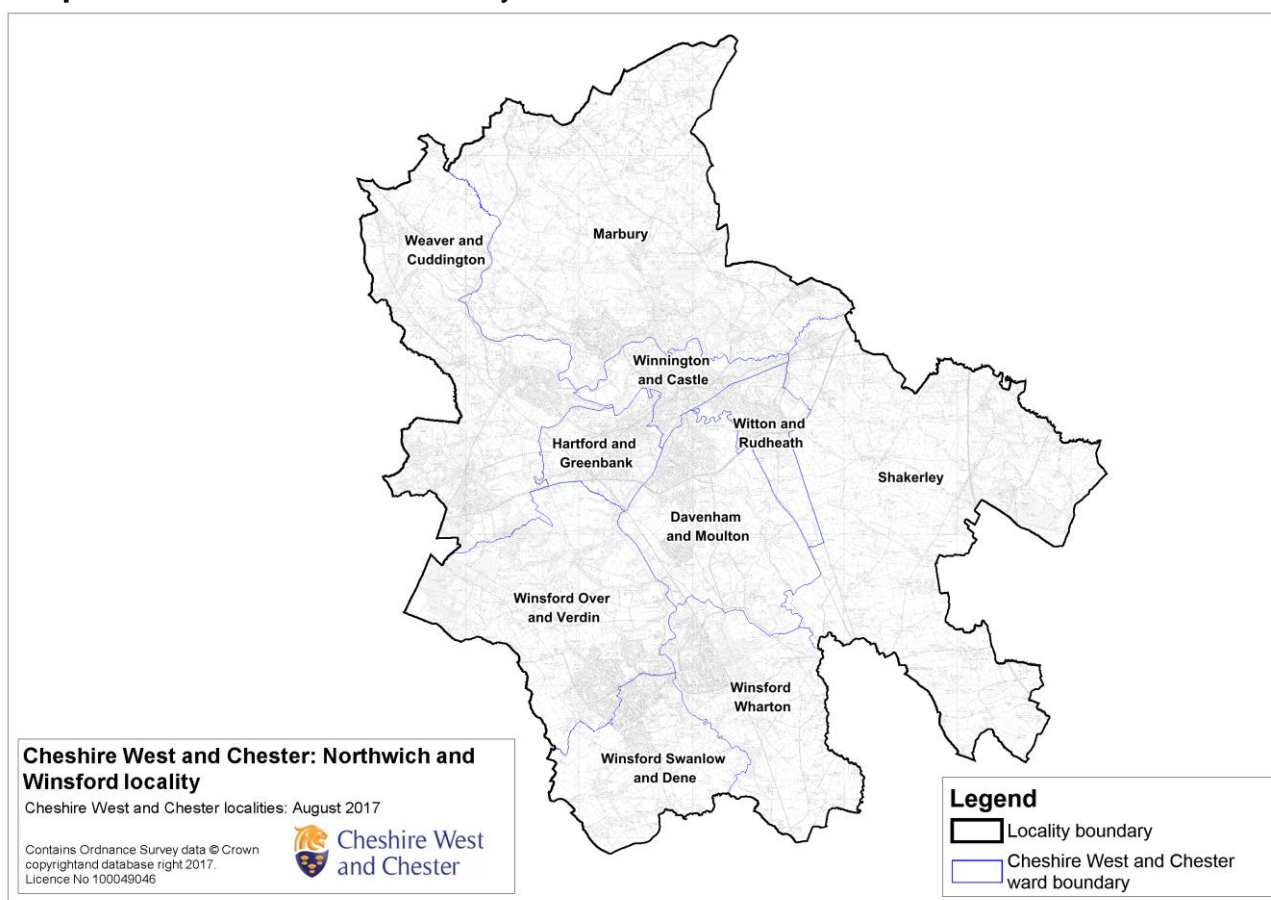 Weaver and
Cuddington
Marbury
Winnington
and Castle
Witton and
Rudheath
Hartford and
Greenbank
Shakerley
Davenham
and Moulton
Winsford Over
and Verdin
Winsford
Wharton
Winsford Swanlow
and Dene
Cheshire West and Chester: Northwich and
Winsford locality
Cheshire West and Chester localities: August 2017
Contains Ordnance Survey data © Crown
copyrightand database right 2017.
Licence No 100049046
Cheshire West
and Chester
Legend
Locality boundary
Cheshire West and Chester
ward boundary